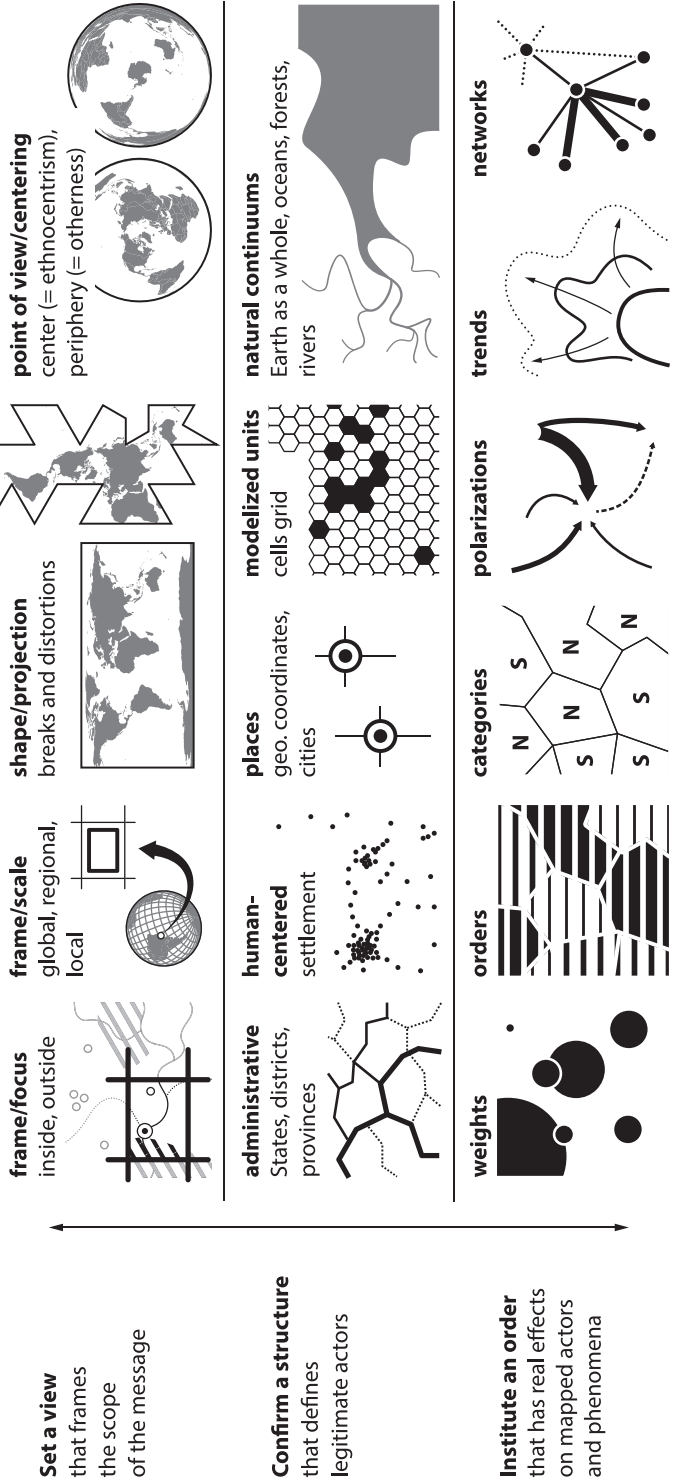 Set a view
that frames
the scope
of the message
frame/focus
inside, outside
frame/scale
global, regional,
local
shape/projection
breaks and distortions
point of view/centering
center (= ethnocentrism),
periphery (= otherness)
Confirm a structure
that defines
legitimate actors
administrative
States, districts,
provinces
human-
centered
settlement
places
geo. coordinates,
cities
modelized units
cells grid
natural continuums
Earth as a whole, oceans, forests,
rivers
Institute an order
that has real effects
on mapped actors
and phenomena
weights
orders
categories
N
S
S
N
S
N
S
N
polarizations
trends
networks